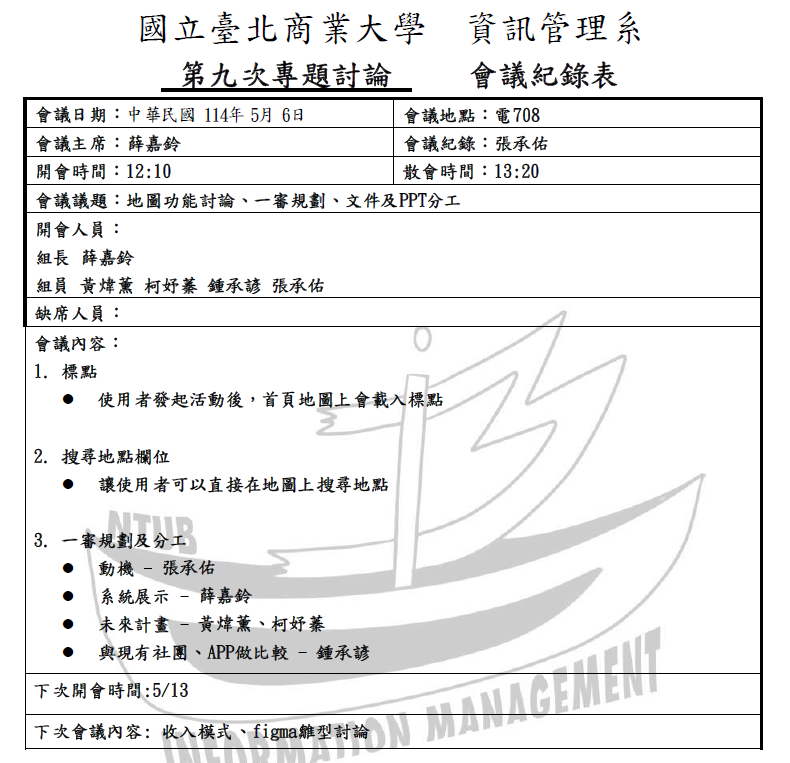 國立臺北商業大學　資訊管理系
第九次專題討論　會議紀錄表
會議日期：中華民國 114年 5月 6日　會議地點：電708
會議主席：薛嘉鈴　會議紀錄：張承佑
開會時間：12:10　散會時間：13:20
會議議題：地圖功能討論、一審規劃、文件及PPT分工
開會人員：
組長 薛嘉鈴
組員 黃煒薰 柯妤蓁 鍾承諺 張承佑
缺席人員：
會議內容：
1. 標點
● 使用者發起活動後，首頁地圖上會載入標點
2. 搜尋地點欄位
● 讓使用者可以直接在地圖上搜尋地點
NTUB
3. 一審規劃及分工
● 動機 – 張承佑
● 系統展示 – 薛嘉鈴
● 未來計畫 – 黃煒薰、柯妤蓁
● 與現有社團、APP做比較 – 鍾承諺
下次開會時間:5/13
下次會議內容: 收入模式、figma雛型討論
INFORMATION MANAGEMENT